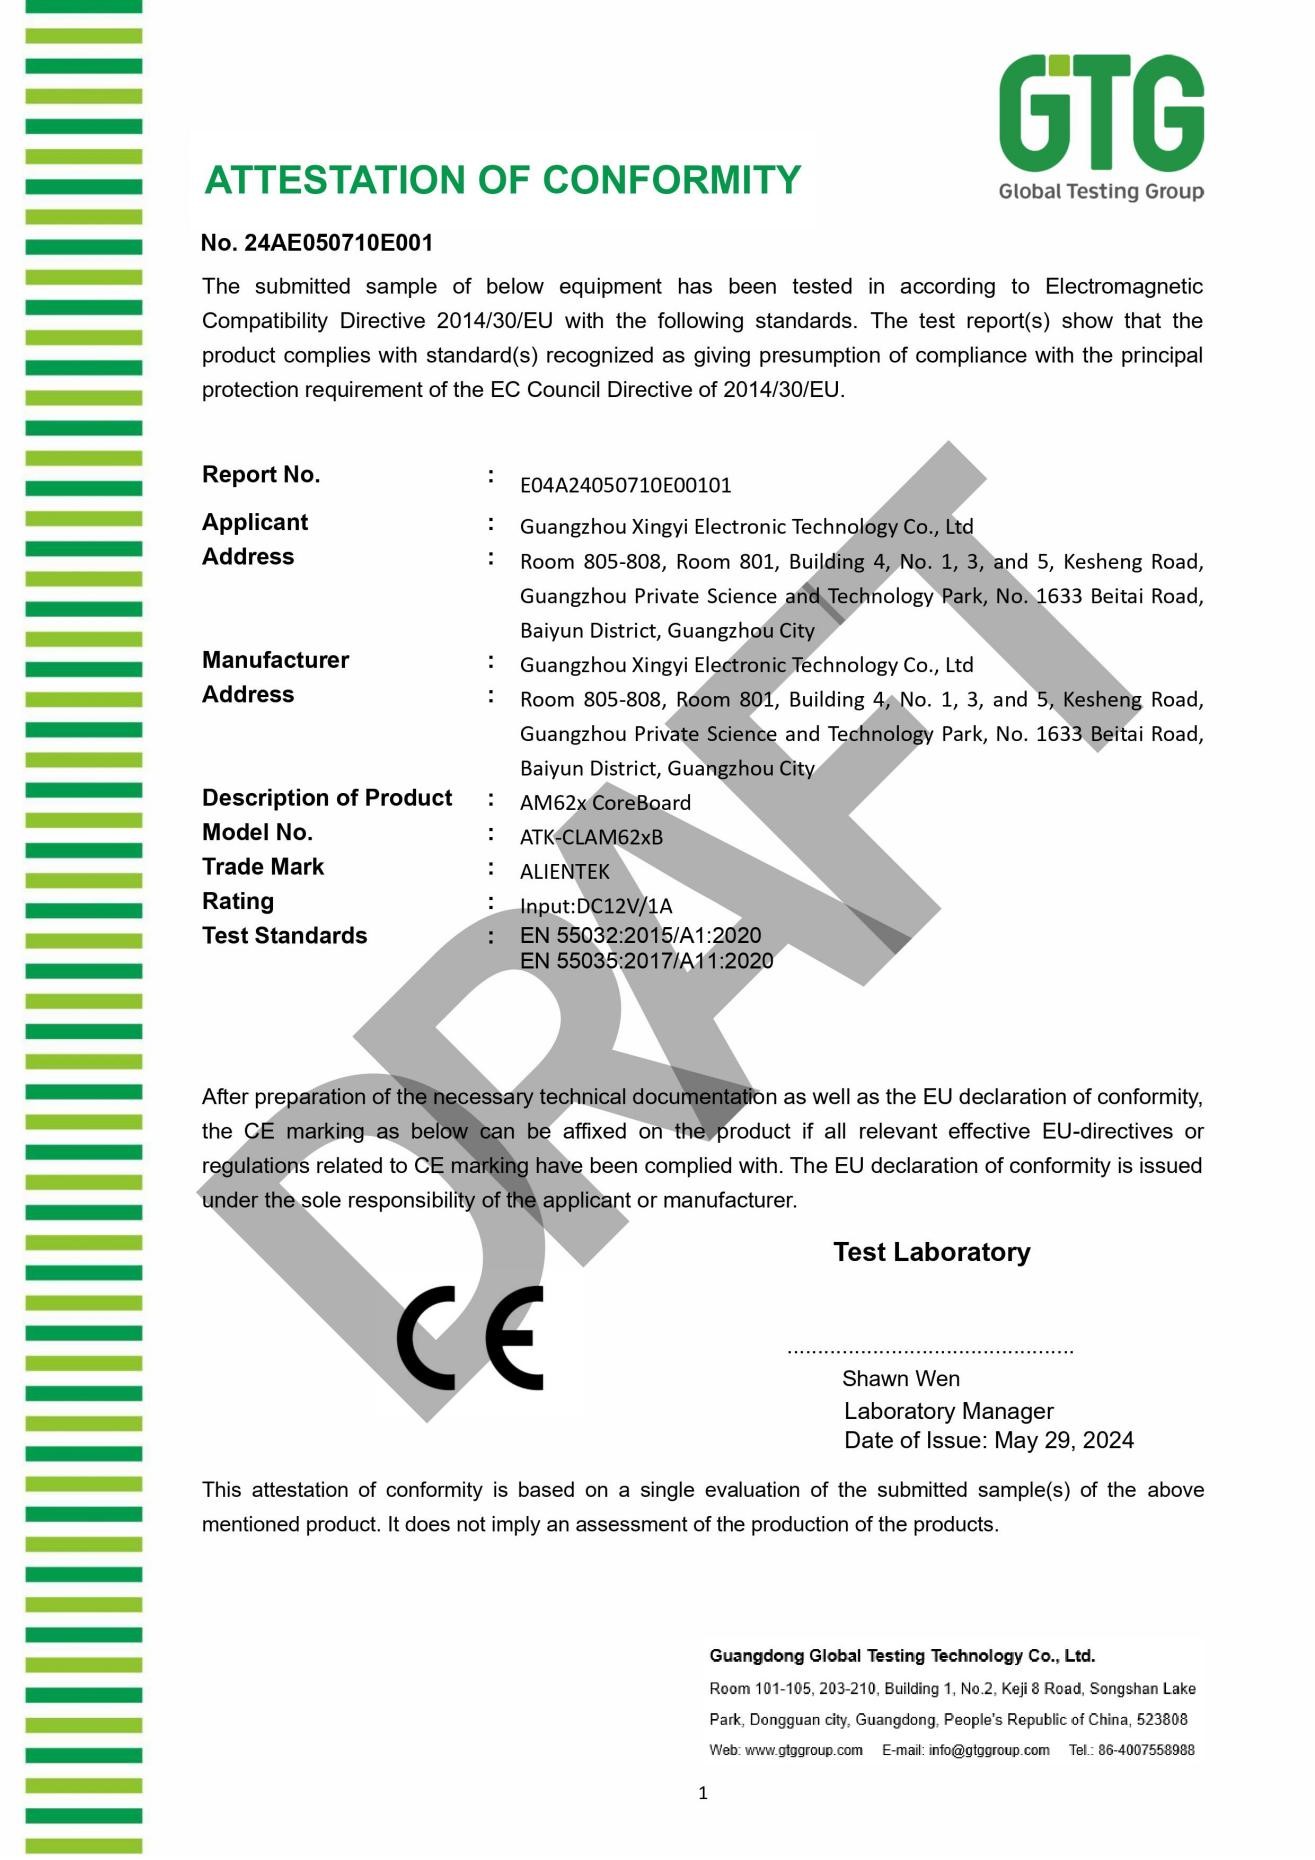 GTG
Global Testing Group
ATTESTATION OF CONFORMITY
No. 24AE050710E001
The submitted sample of below equipment has been tested in according to Electromagnetic
Compatibility Directive 2014/30/EU with the following standards. The test report(s) show that the
product complies with standard(s) recognized as giving presumption of compliance with the principal
protection requirement of the EC Council Directive of 2014/30/EU.
Report No. : E04A24050710E00101
Applicant : Guangzhou Xingyi Electronic Technology Co., Ltd
Address : Room 805-808, Room 801, Building 4, No. 1, 3, and 5, Kesheng Road,
Guangzhou Private Science and Technology Park, No. 1633 Beitai Road,
Baiyun District, Guangzhou City
Manufacturer : Guangzhou Xingyi Electronic Technology Co., Ltd
Address : Room 805-808, Room 801, Building 4, No. 1, 3, and 5, Kesheng Road,
Guangzhou Private Science and Technology Park, No. 1633 Beitai Road,
Baiyun District, Guangzhou City
Description of Product : AM62x CoreBoard
Model No. : ATK-CLAM62xB
Trade Mark : ALIENTEK
Rating : Input:DC12V/1A
Test Standards : EN 55032:2015/A1:2020
EN 55035:2017/A11:2020
DRAFT
After preparation of the necessary technical documentation as well as the EU declaration of conformity,
the CE marking as below can be affixed on the product if all relevant effective EU-directives or
regulations related to CE marking have been complied with. The EU declaration of conformity is issued
under the sole responsibility of the applicant or manufacturer.
Test Laboratory
CE
...............................................
Shawn Wen
Laboratory Manager
Date of Issue: May 29, 2024
This attestation of conformity is based on a single evaluation of the submitted sample(s) of the above
mentioned product. It does not imply an assessment of the production of the products.
Guangdong Global Testing Technology Co., Ltd.
Room 101-105, 203-210, Building 1, No.2, Keji 8 Road, Songshan Lake
Park, Dongguan city, Guangdong, People's Republic of China, 523808
Web: www.gtggroup.com E-mail: info@gtggroup.com Tel.: 86-4007558988
1